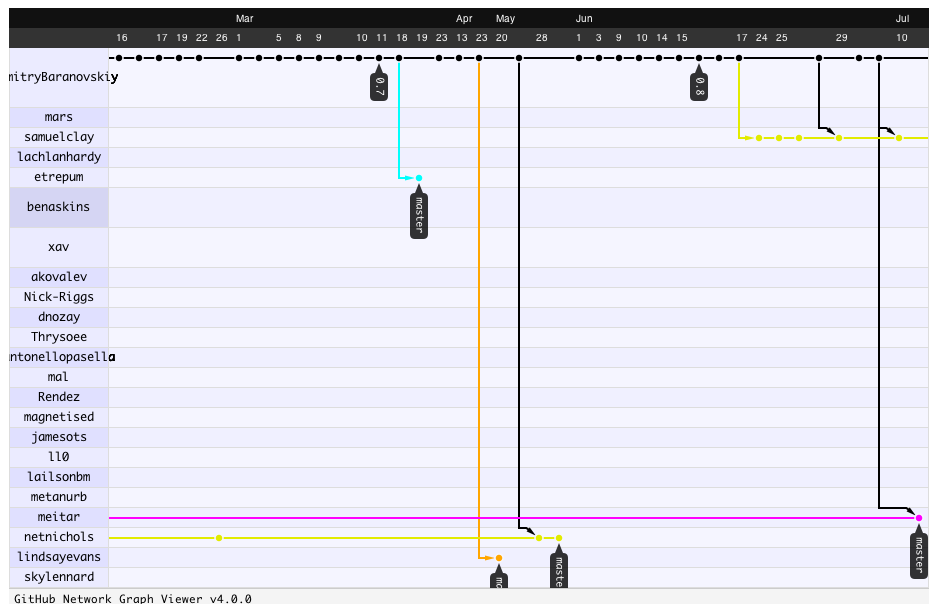 Mar Apr May Jun Jul
16 17 19 22 26 1 5 8 9 10 11 18 19 23 13 23 20 28 1 3 9 10 14 15 17 24 25 29 10
mitryBaranovskiy
0.7
0.8
mars
samuelclay
lachlanhardy
etrepum
master
benaskins
xav
akovalev
Nick-Riggs
dnozay
Thrysoee
ntonellopasella
mal
Rendez
magnetised
jamesots
ll0
lailsonbm
metanurb
meitar
master
netnichols
maste
lindsayevans
ma
skylennard
GitHub Network Graph Viewer v4.0.0